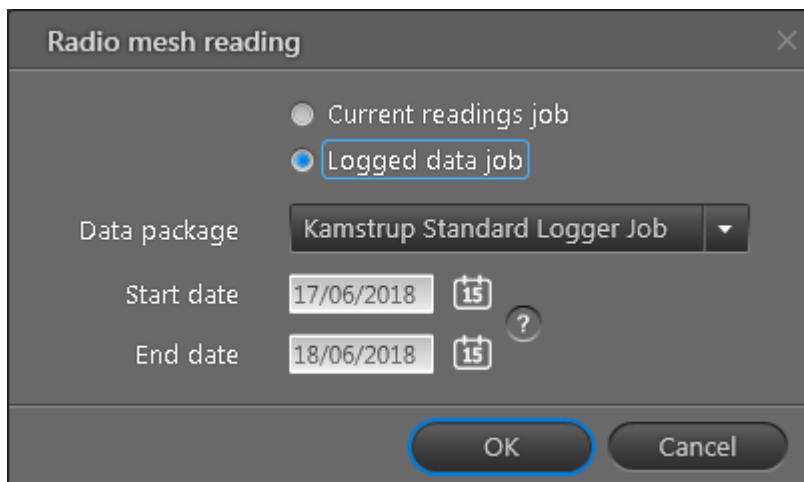 Radio mesh reading
Current readings job
Logged data job
Data package Kamstrup Standard Logger Job
Start date 17/06/2018 15
?
End date 18/06/2018 15
OK Cancel